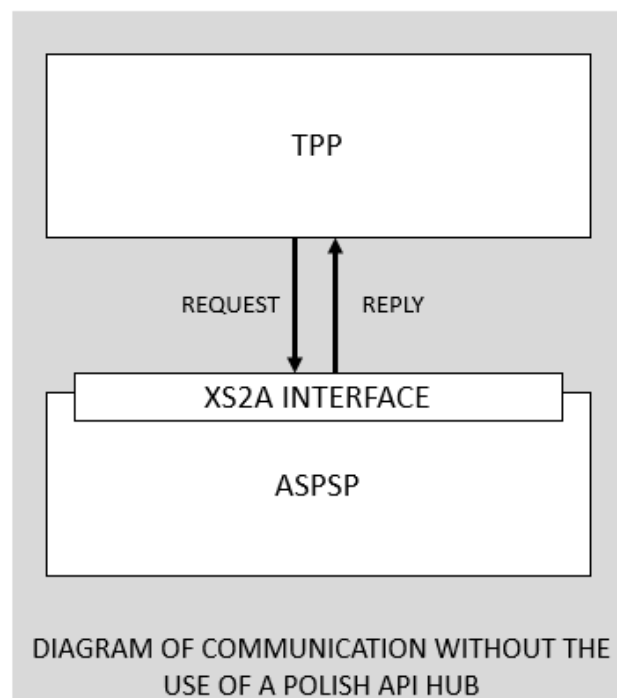 TPP
REQUEST
REPLY
XS2A INTERFACE
ASPSP
DIAGRAM OF COMMUNICATION WITHOUT THE
USE OF A POLISH API HUB